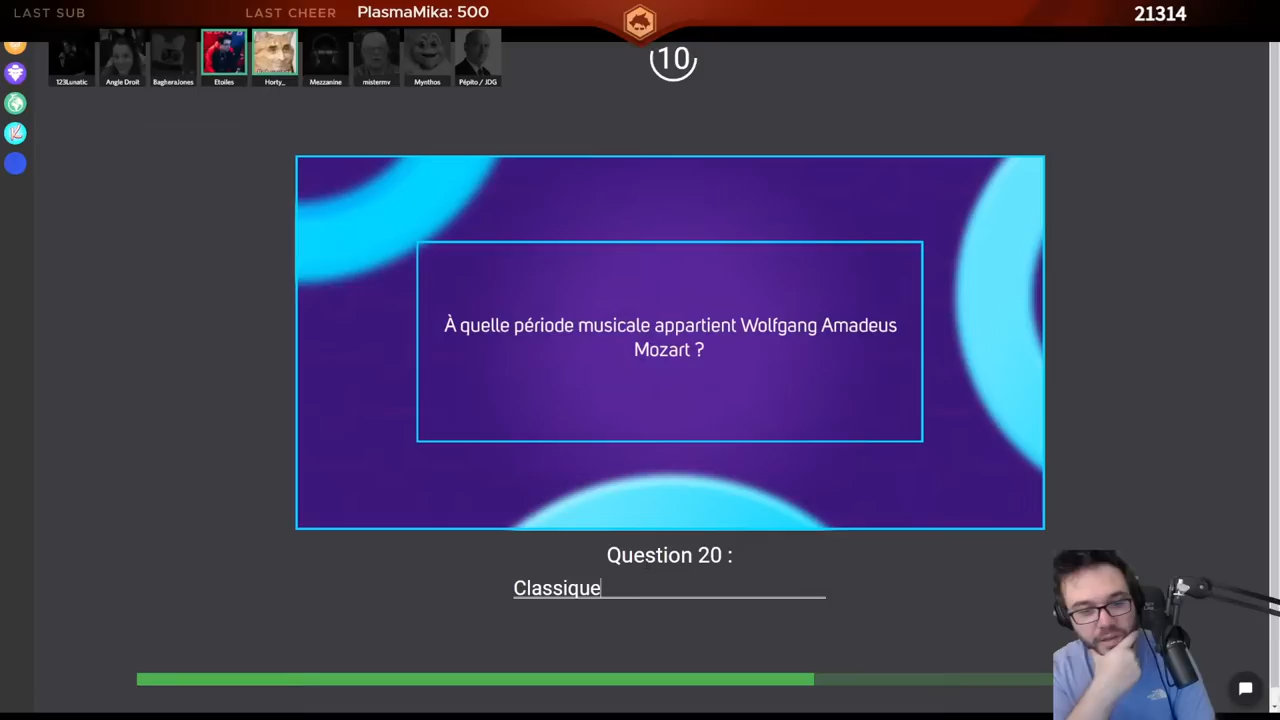 LAST SUB
LAST CHEER
PlasmaMika: 500
21314
123Lunatic
Angle Droit
BagheraJones
Etoiles
Horty_
Mezzanine
mistermv
Mynthos
Pépito / JDG
10
À quelle période musicale appartient Wolfgang Amadeus
Mozart ?
Question 20 :
Classique